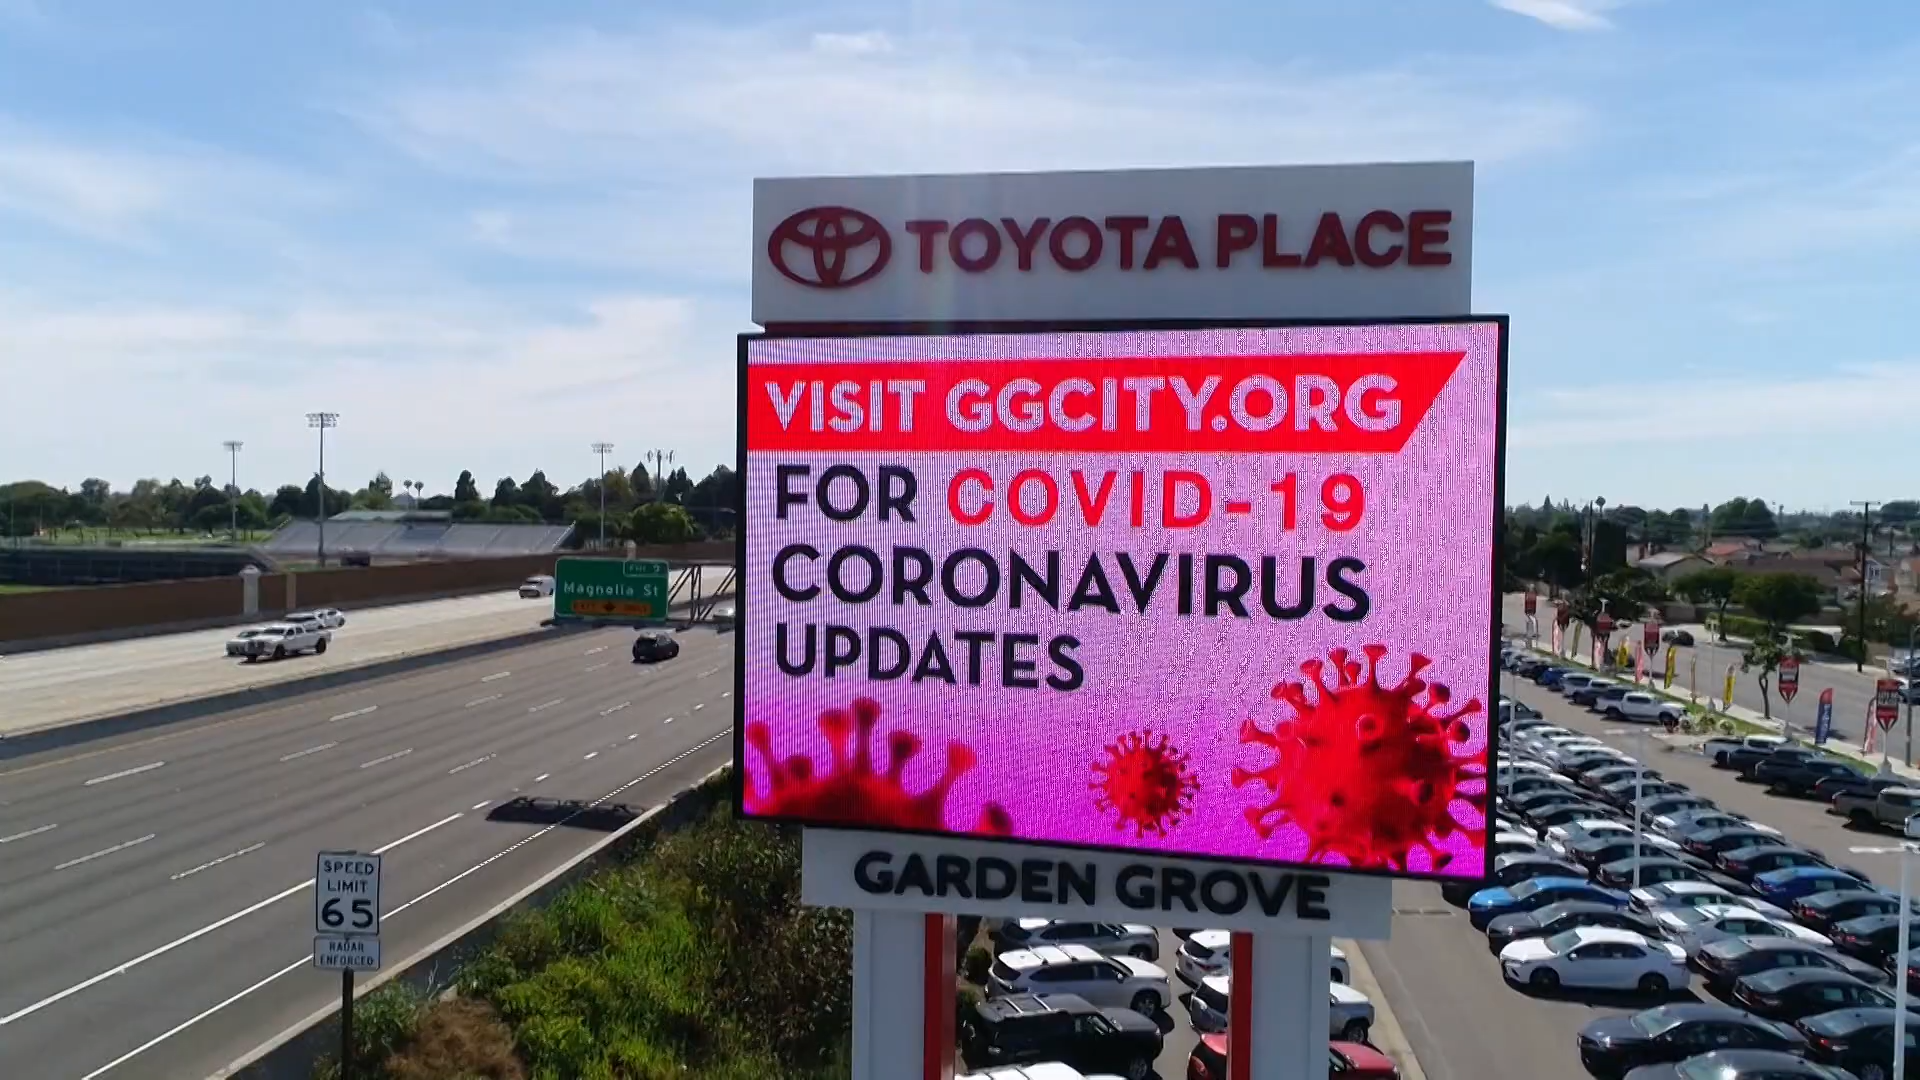 TOYOTA PLACE
VISIT GGCITY.ORG
FOR COVID-19
CORONAVIRUS
UPDATES
GARDEN GROVE
Magnolia St
SPEED
LIMIT
65
RADAR
ENFORCED